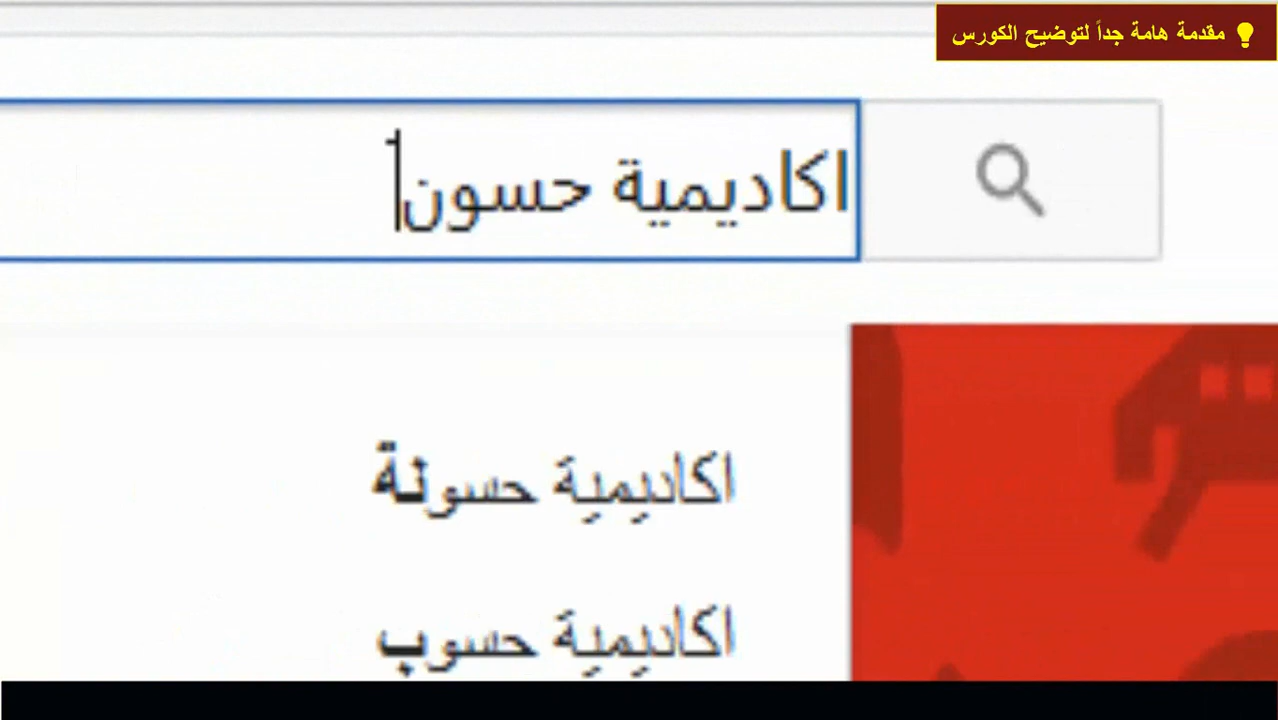 مقدمة هامة جداً لتوضيح الكورس
اكاديمية حسون
اكاديمية حسونة
اكاديمية حسوب